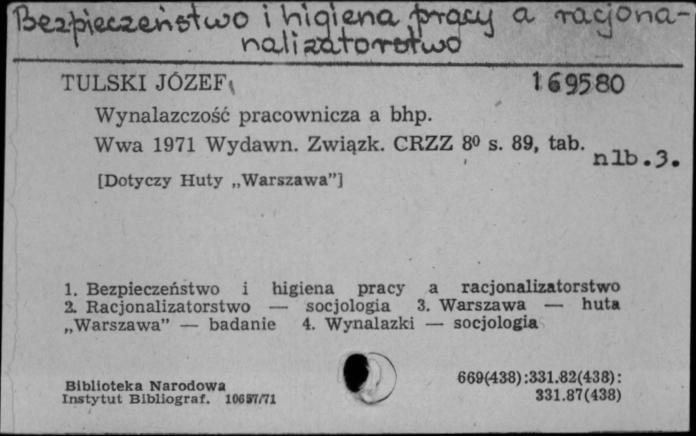 Bezpieczeństwo i higiena pracy a racjona-
nalizatorstwo
TULSKI JÓZEF
169580
Wynalazczość pracownicza a bhp.
Wwa 1971 Wydawn. Związk. CRZZ 8⁰ s. 89, tab.
nlb.3.
[Dotyczy Huty „Warszawa”]
1. Bezpieczeństwo i higiena pracy a racjonalizatorstwo
2. Racjonalizatorstwo — socjologia 3. Warszawa — huta
„Warszawa” — badanie 4. Wynalazki — socjologia
Biblioteka Narodowa
Instytut Bibliograf. 10657/71
669(438):331.82(438):
331.87(438)